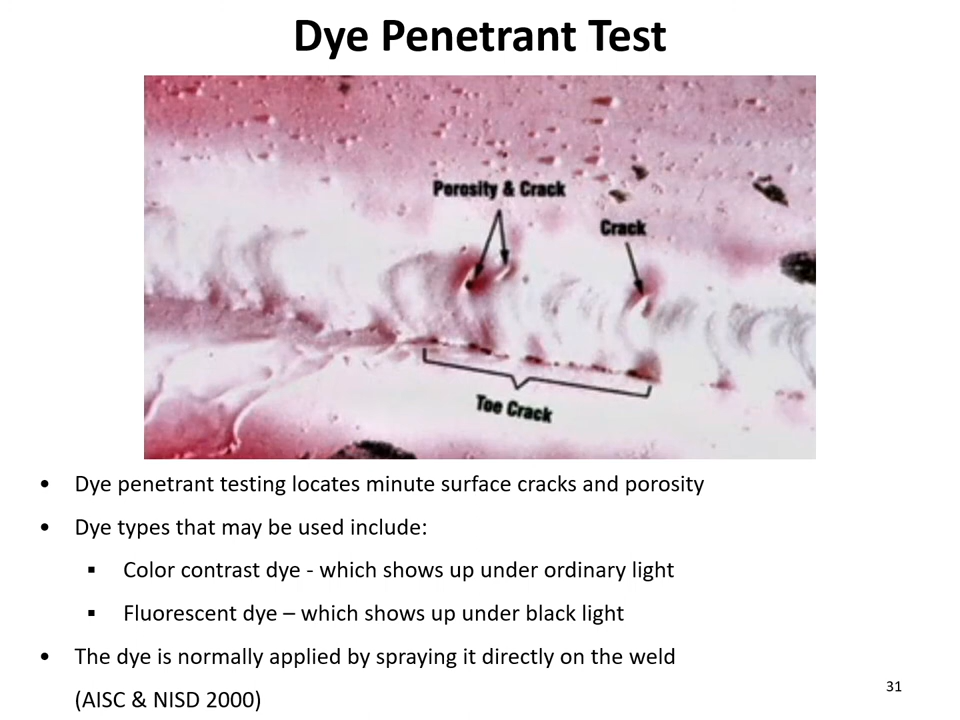 Dye Penetrant Test
Porosity & Crack
Crack
Toe Crack
• Dye penetrant testing locates minute surface cracks and porosity
• Dye types that may be used include:
▪ Color contrast dye - which shows up under ordinary light
▪ Fluorescent dye – which shows up under black light
• The dye is normally applied by spraying it directly on the weld
(AISC & NISD 2000)
31